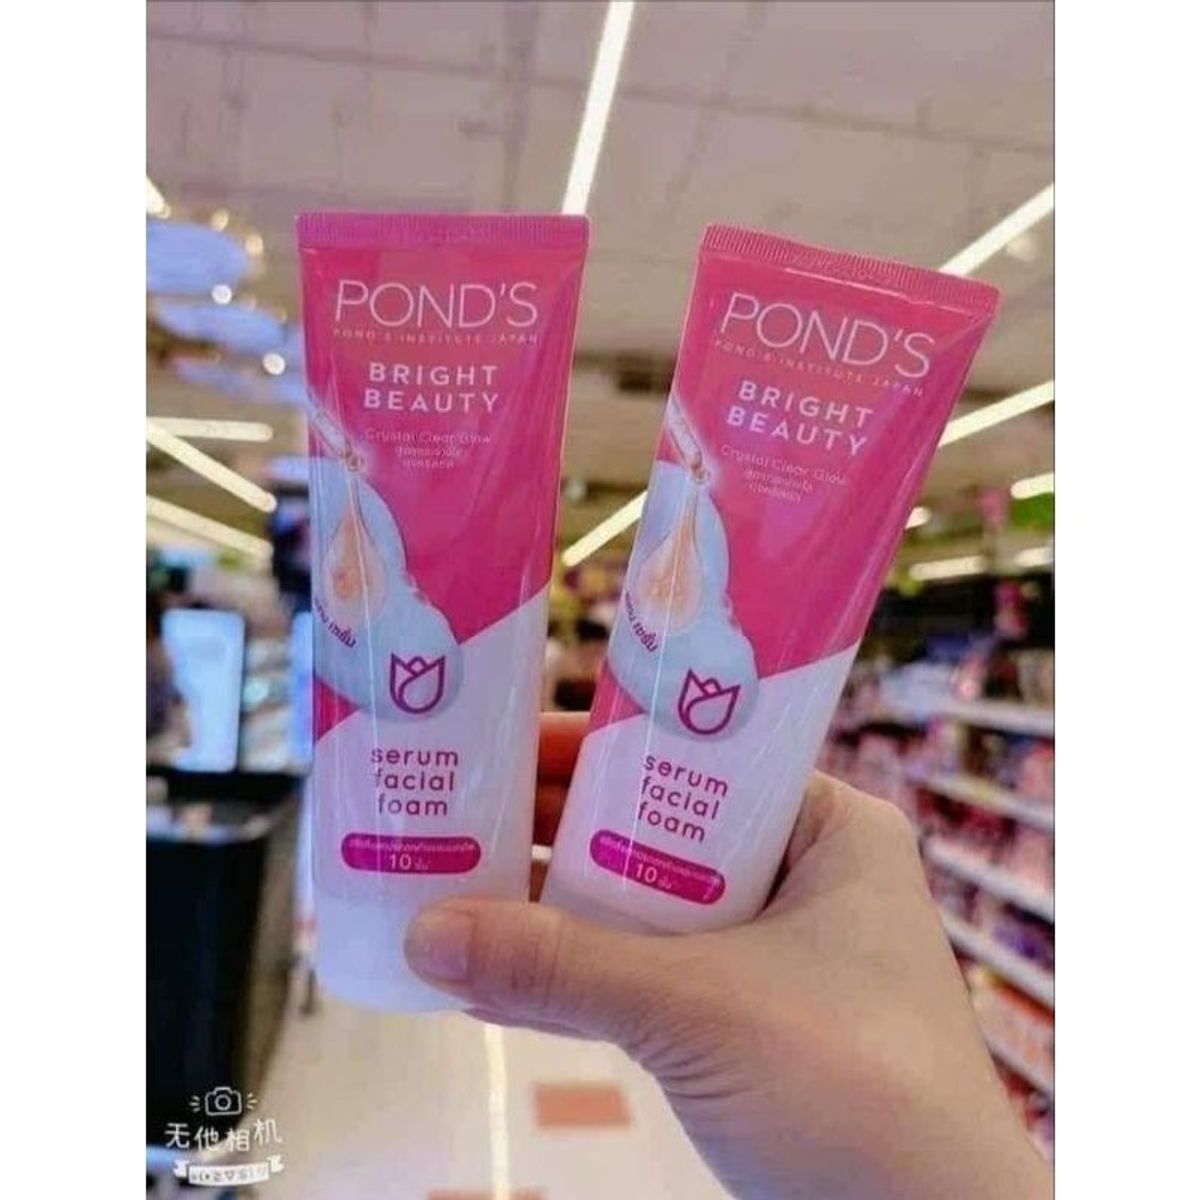 POND'S
POND'S INSTITUTE JAPAN
BRIGHT
BEAUTY
Crystal Clear Glow
serum
facial
foam
10
POND'S
POND'S INSTITUTE JAPAN
BRIGHT
BEAUTY
Crystal Clear Glow
serum
facial
foam
10
无他相机